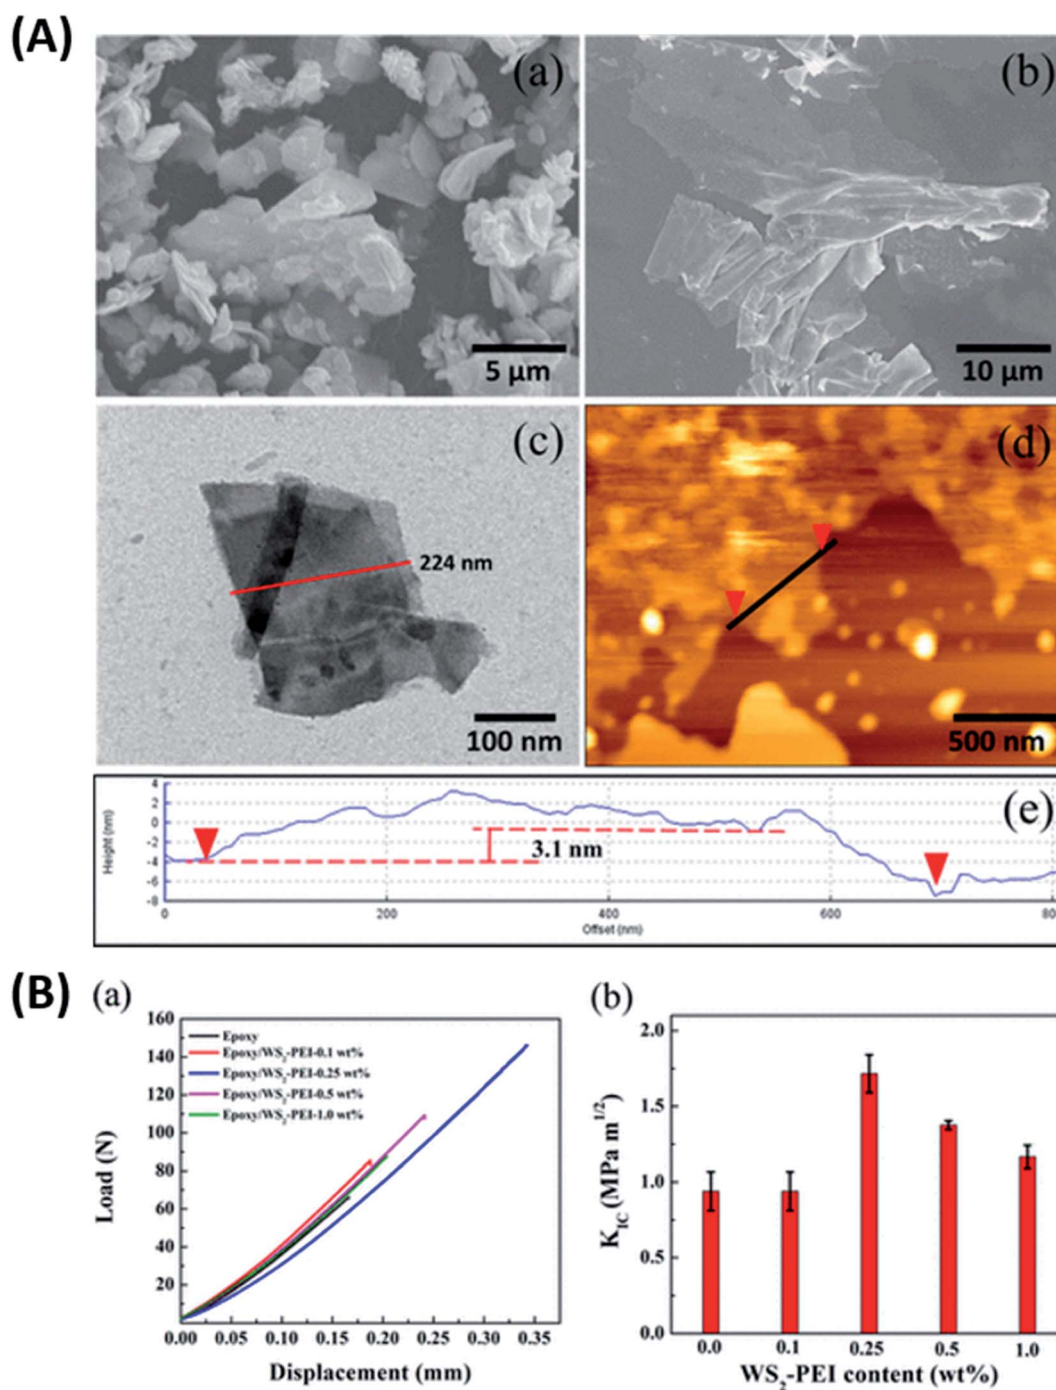 (A)
(a)
5 µm
(b)
10 µm
(c)
224 nm
100 nm
(d)
500 nm
(e)
Height (nm)
4
2
0
-2
-4
-6
-8
3.1 nm
0 200 400 600 800
Offset (nm)
(B)
(a)
Load (N)
160
140
120
100
80
60
40
20
Epoxy
Epoxy/WS₂-PEI-0.1 wt%
Epoxy/WS₂-PEI-0.25 wt%
Epoxy/WS₂-PEI-0.5 wt%
Epoxy/WS₂-PEI-1.0 wt%
0.00 0.05 0.10 0.15 0.20 0.25 0.30 0.35
Displacement (mm)
(b)
K_IC (MPa m^1/2)
2.0
1.5
1.0
0.5
0.0
0.0 0.1 0.25 0.5 1.0
WS₂-PEI content (wt%)